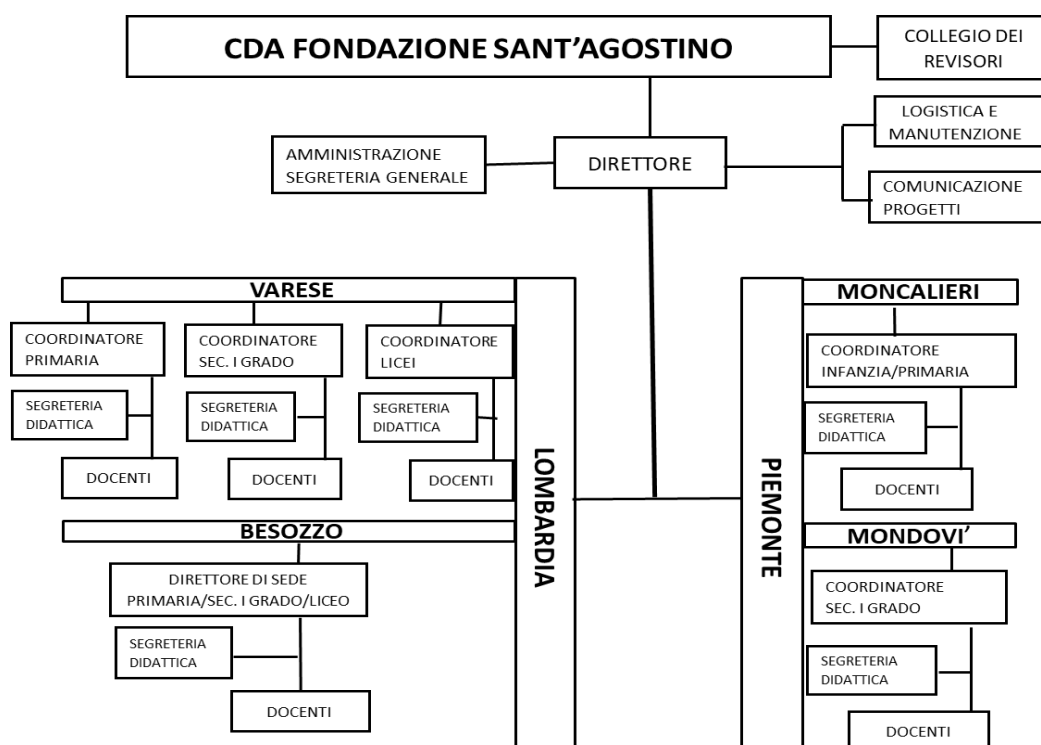 CDA FONDAZIONE SANT'AGOSTINO
COLLEGIO DEI
REVISORI
LOGISTICA E
MANUTENZIONE
AMMINISTRAZIONE
SEGRETERIA GENERALE
DIRETTORE
COMUNICAZIONE
PROGETTI
VARESE
COORDINATORE
PRIMARIA
SEGRETERIA
DIDATTICA
DOCENTI
COORDINATORE
SEC. I GRADO
SEGRETERIA
DIDATTICA
DOCENTI
COORDINATORE
LICEI
SEGRETERIA
DIDATTICA
DOCENTI
BESOZZO
DIRETTORE DI SEDE
PRIMARIA/SEC. I GRADO/LICEO
SEGRETERIA
DIDATTICA
DOCENTI
LOMBARDIA
PIEMONTE
MONCALIERI
COORDINATORE
INFANZIA/PRIMARIA
SEGRETERIA
DIDATTICA
DOCENTI
MONDOVI’
COORDINATORE
SEC. I GRADO
SEGRETERIA
DIDATTICA
DOCENTI